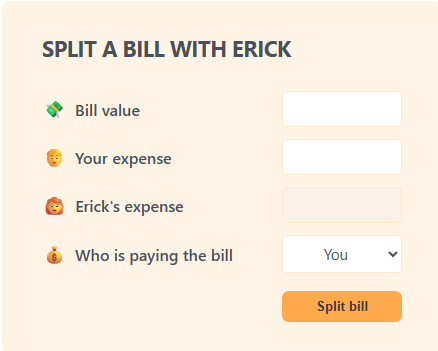 SPLIT A BILL WITH ERICK
Bill value
Your expense
Erick's expense
Who is paying the bill
You
Split bill